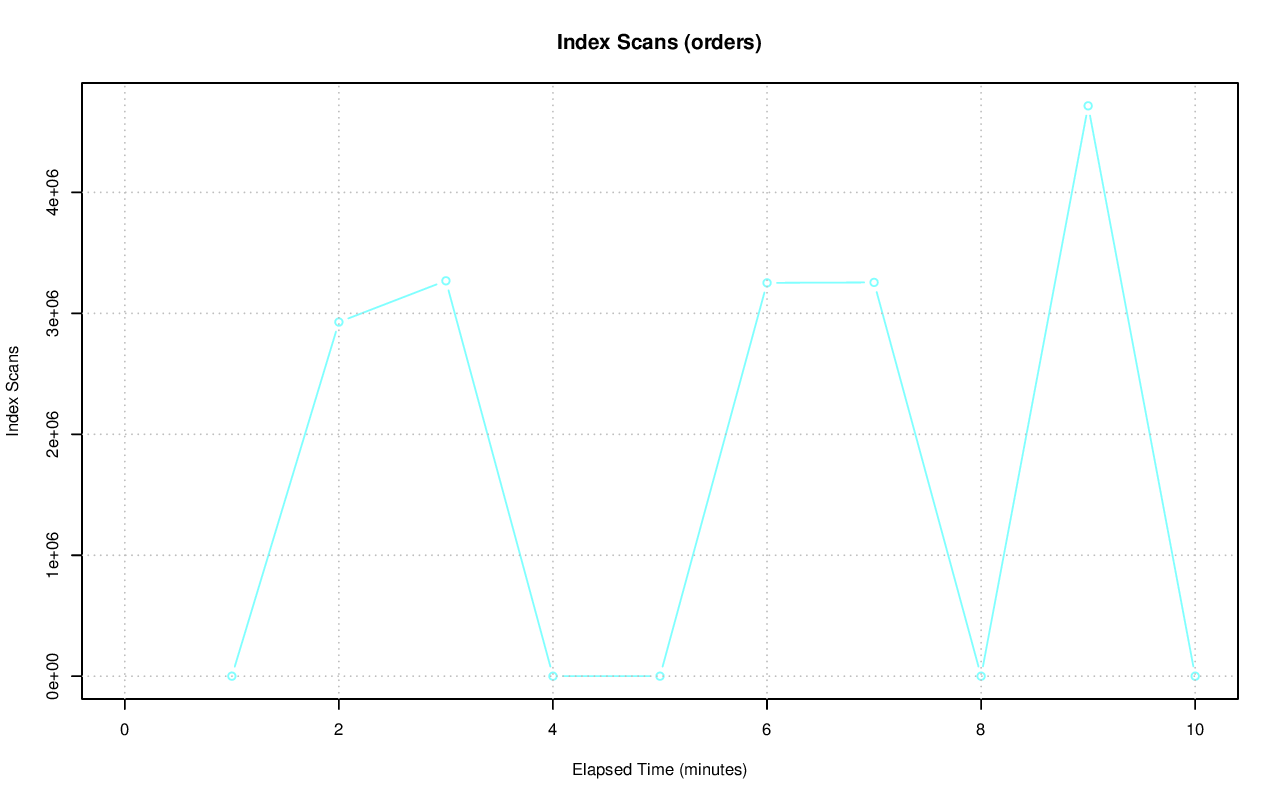 Index Scans (orders)
Index Scans
4e+06
3e+06
2e+06
1e+06
0e+00
0 2 4 6 8 10
Elapsed Time (minutes)